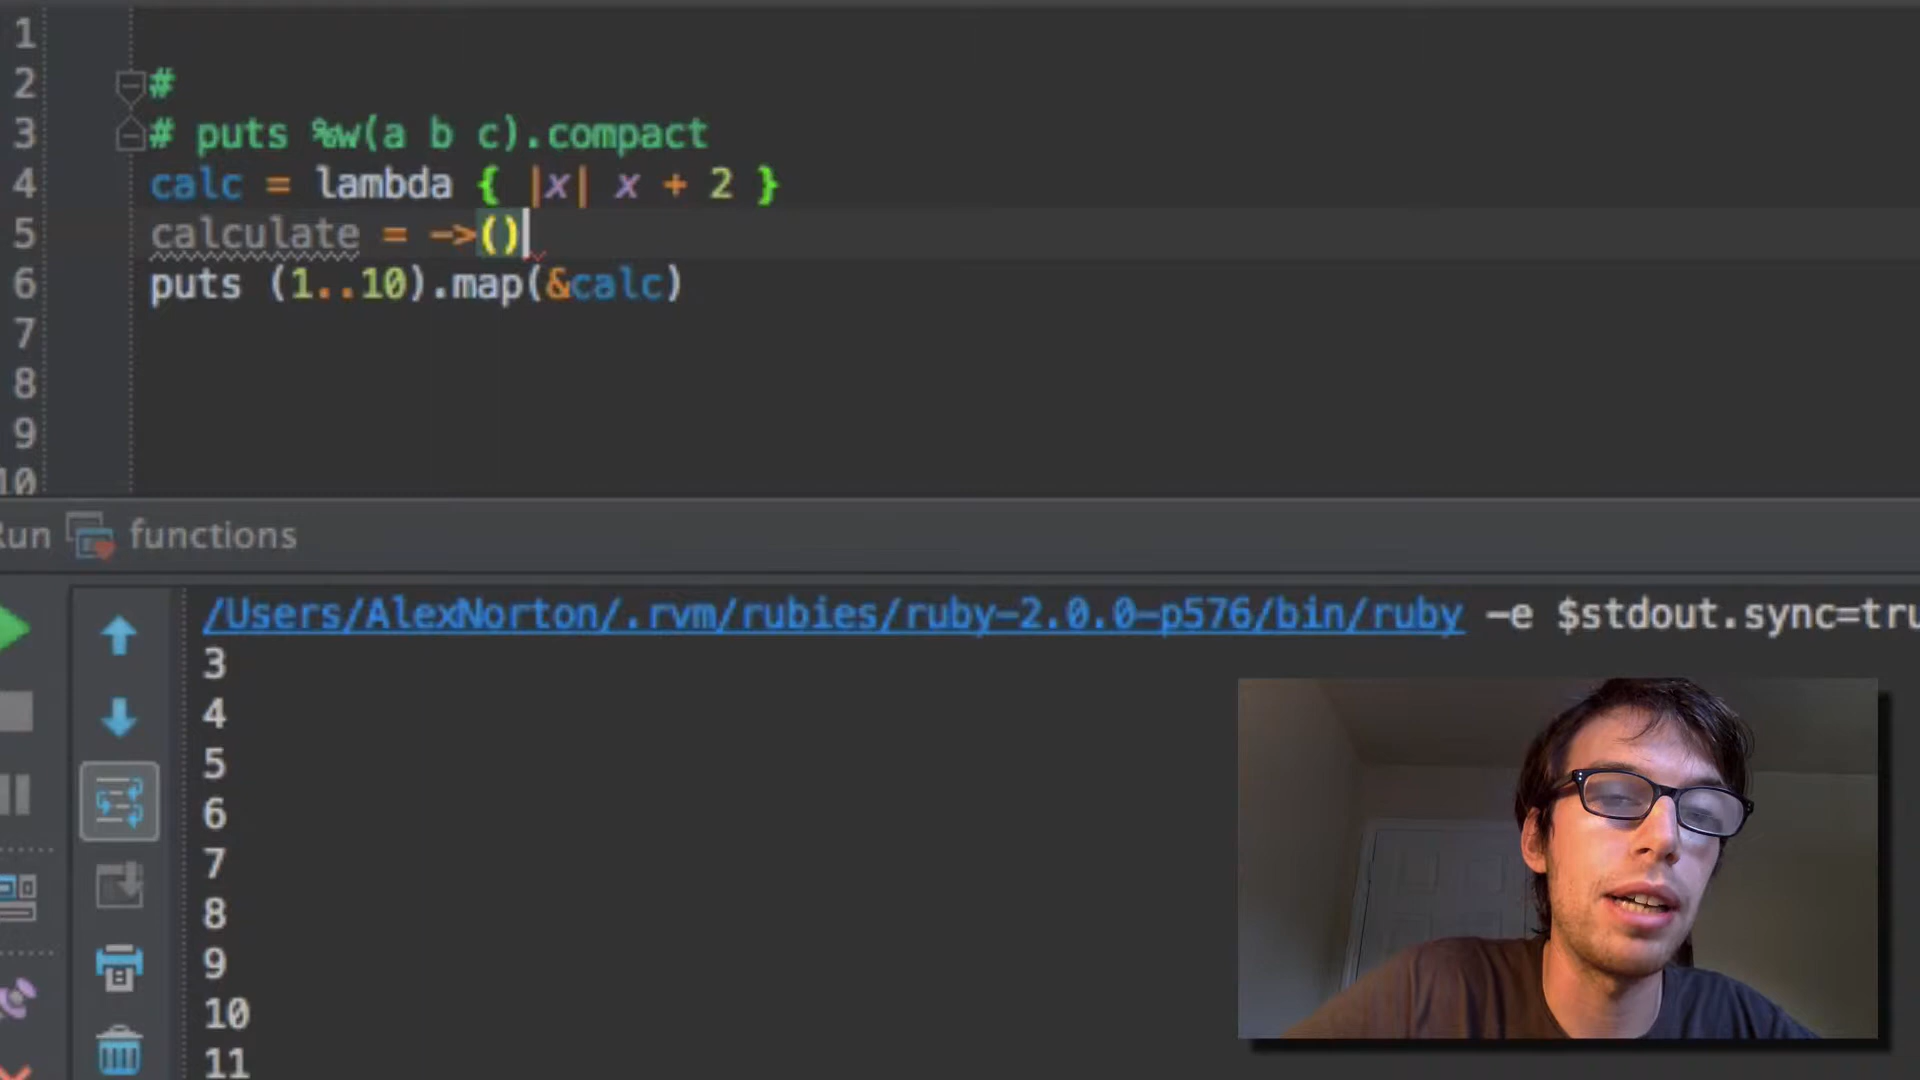 1
2 #
3 # puts %w(a b c).compact
4 calc = lambda { |x| x + 2 }
5 calculate = ->()
6 puts (1..10).map(&calc)
7
8
9
10
Run functions
/Users/AlexNorton/.rvm/rubies/ruby-2.0.0-p576/bin/ruby -e $stdout.sync=tru
3
4
5
6
7
8
9
10
11